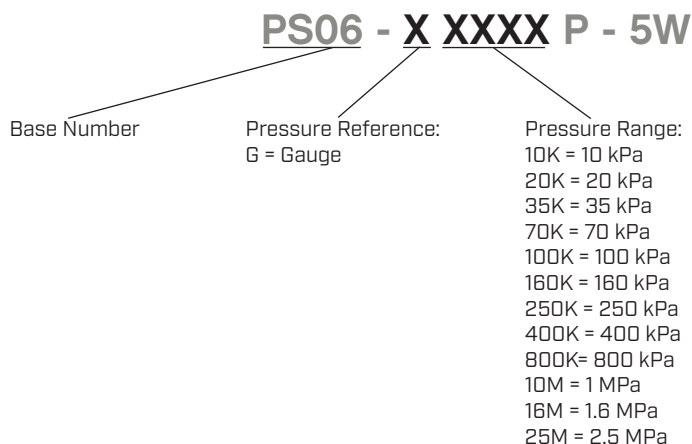 PS06 - X XXXX P - 5W
Base Number
Pressure Reference:
G = Gauge
Pressure Range:
10K = 10 kPa
20K = 20 kPa
35K = 35 kPa
70K = 70 kPa
100K = 100 kPa
160K = 160 kPa
250K = 250 kPa
400K = 400 kPa
800K= 800 kPa
10M = 1 MPa
16M = 1.6 MPa
25M = 2.5 MPa